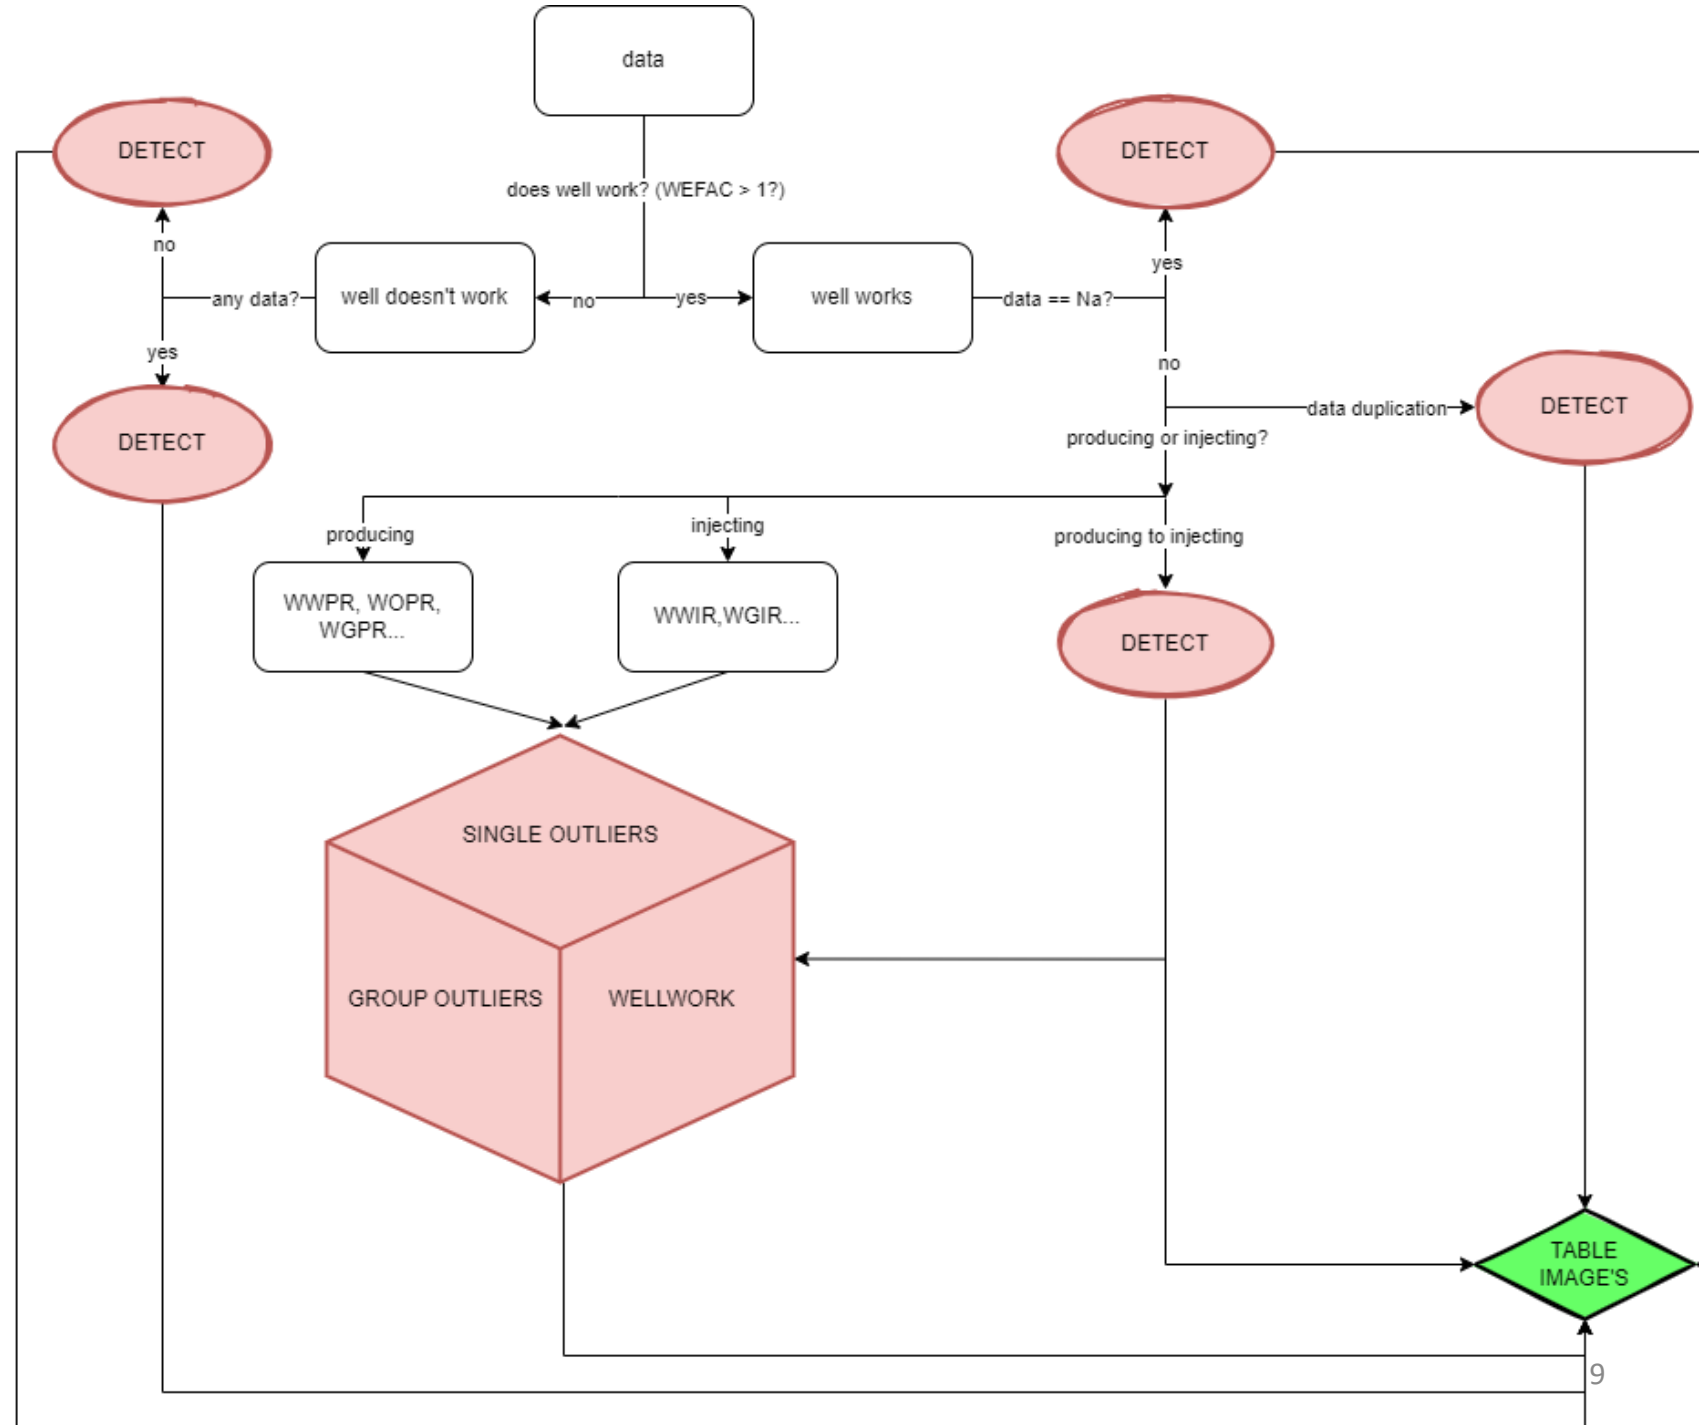 data
DETECT
DETECT
does well work? (WEFAC > 1?)
no
yes
any data?
well doesn't work
no
yes
well works
data == Na?
yes
no
DETECT
data duplication
DETECT
producing or injecting?
producing
injecting
producing to injecting
WWPR, WOPR,
WGPR...
WWIR,WGIR...
DETECT
SINGLE OUTLIERS
GROUP OUTLIERS
WELLWORK
TABLE
IMAGE'S
9